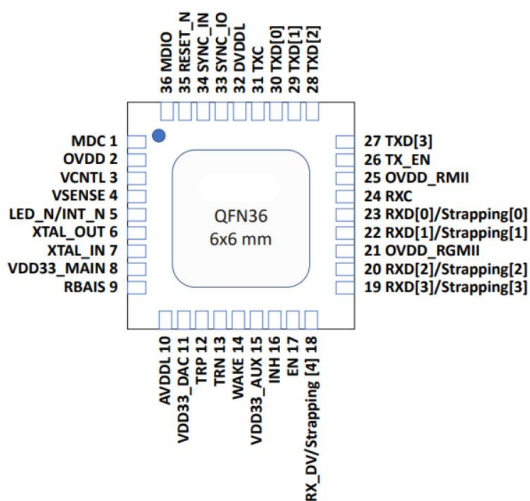 36 MDIO
35 RESET_N
34 SYNC_IN
33 SYNC_IO
32 DVDDL
31 TXC
30 TXD[0]
29 TXD[1]
28 TXD[2]
MDC 1
OVDD 2
VCNTL 3
VSENSE 4
LED_N/INT_N 5
XTAL_OUT 6
XTAL_IN 7
VDD33_MAIN 8
RBAIS 9
QFN36
6x6 mm
27 TXD[3]
26 TX_EN
25 OVDD_RMII
24 RXC
23 RXD[0]/Strapping[0]
22 RXD[1]/Strapping[1]
21 OVDD_RGMII
20 RXD[2]/Strapping[2]
19 RXD[3]/Strapping[3]
AVDDL 10
VDD33_DAC 11
TRP 12
TRN 13
WAKE 14
VDD33_AUX 15
INH 16
EN 17
RX_DV/Strapping [4] 18